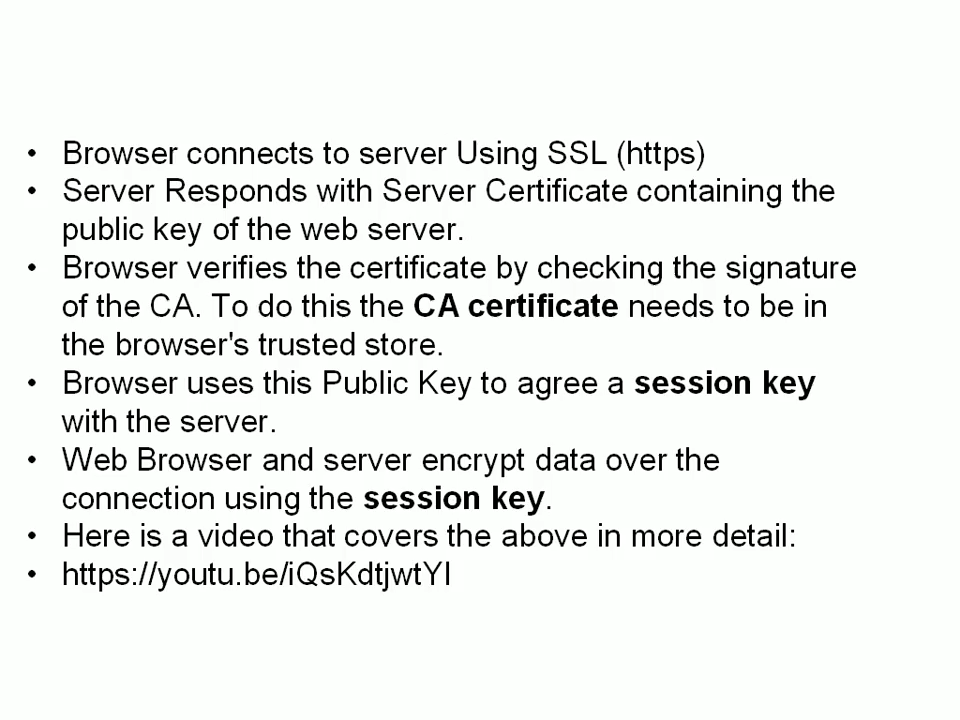 • Browser connects to server Using SSL (https)
• Server Responds with Server Certificate containing the
public key of the web server.
• Browser verifies the certificate by checking the signature
of the CA. To do this the CA certificate needs to be in
the browser's trusted store.
• Browser uses this Public Key to agree a session key
with the server.
• Web Browser and server encrypt data over the
connection using the session key.
• Here is a video that covers the above in more detail:
• https://youtu.be/iQsKdtjwtYI